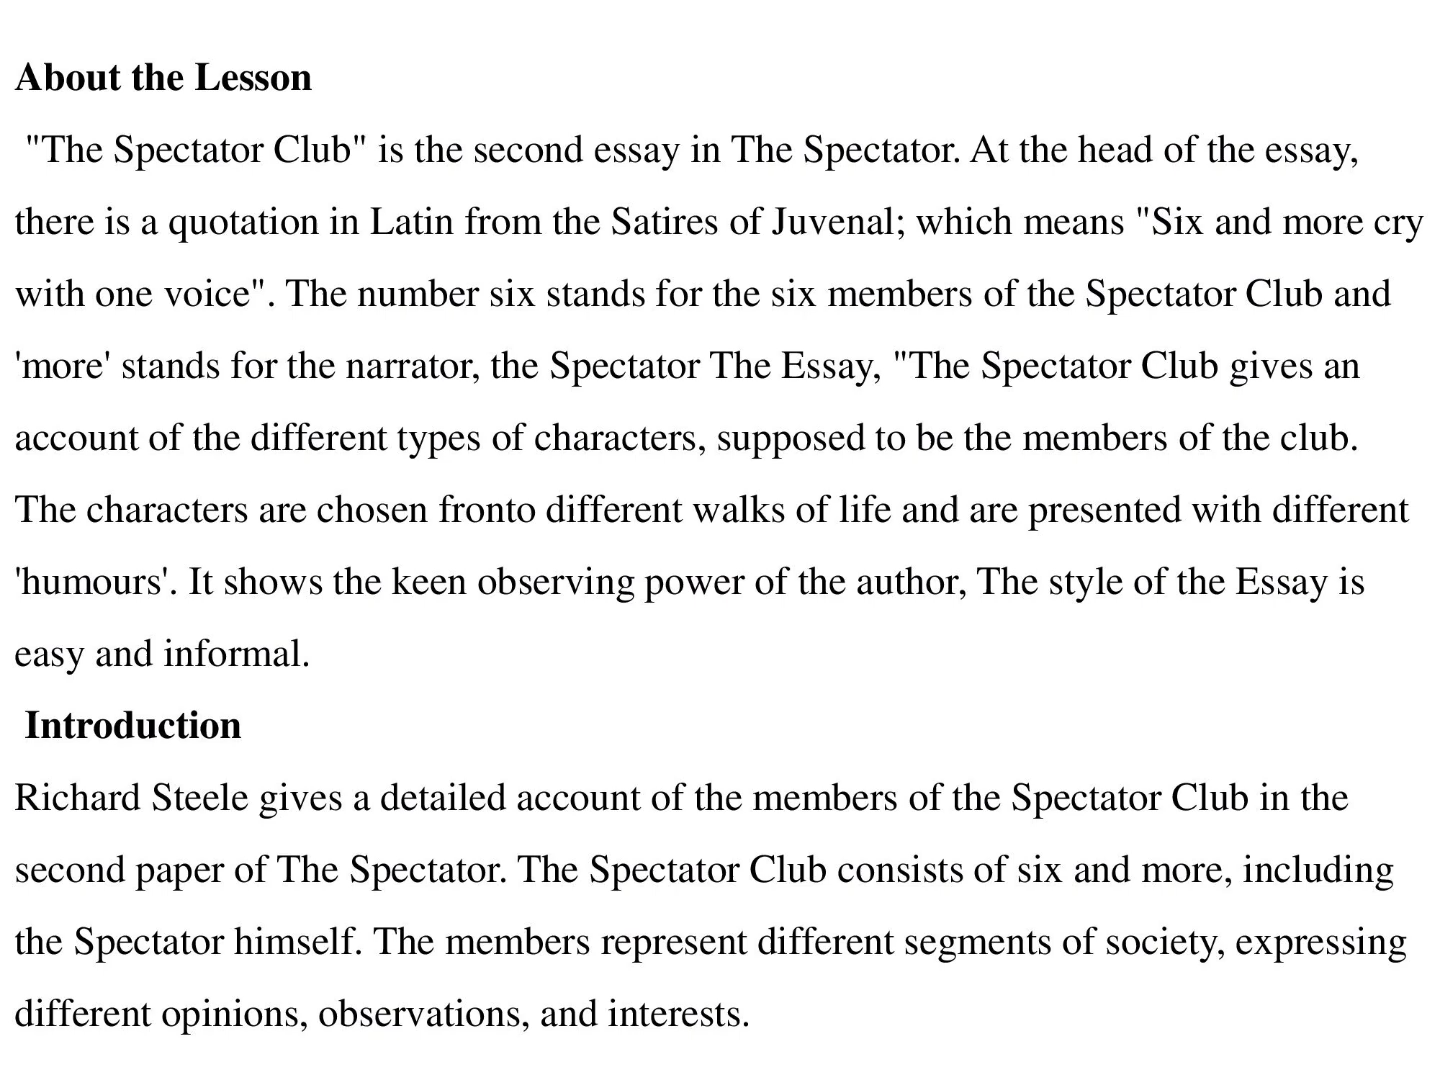 About the Lesson
"The Spectator Club" is the second essay in The Spectator. At the head of the essay,
there is a quotation in Latin from the Satires of Juvenal; which means "Six and more cry
with one voice". The number six stands for the six members of the Spectator Club and
'more' stands for the narrator, the Spectator The Essay, "The Spectator Club gives an
account of the different types of characters, supposed to be the members of the club.
The characters are chosen fronto different walks of life and are presented with different
'humours'. It shows the keen observing power of the author, The style of the Essay is
easy and informal.
Introduction
Richard Steele gives a detailed account of the members of the Spectator Club in the
second paper of The Spectator. The Spectator Club consists of six and more, including
the Spectator himself. The members represent different segments of society, expressing
different opinions, observations, and interests.